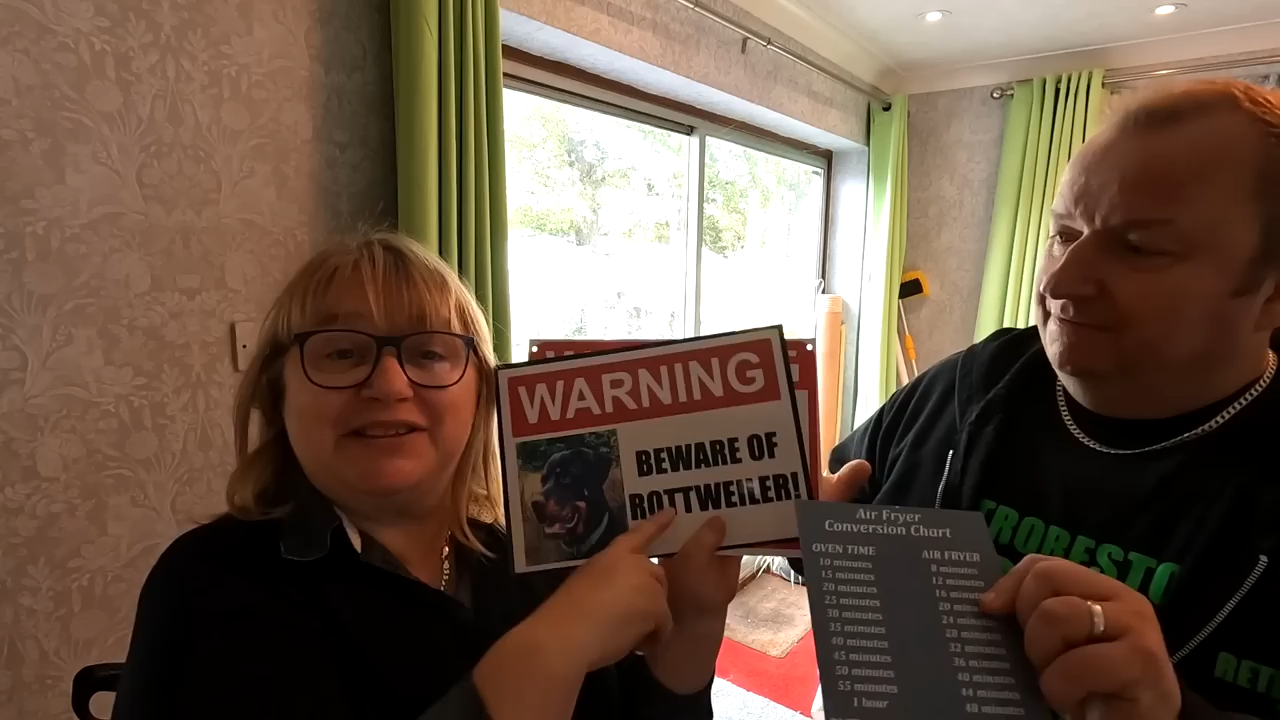 WARNING
BEWARE OF
ROTTWEILER!
Air Fryer
Conversion Chart
OVEN TIME AIR FRYER
10 minutes 8 minutes
15 minutes 12 minutes
20 minutes 16 minutes
25 minutes 20 minutes
30 minutes 24 minutes
35 minutes 28 minutes
40 minutes 32 minutes
45 minutes 36 minutes
50 minutes 40 minutes
55 minutes 44 minutes
1 hour 48 minutes